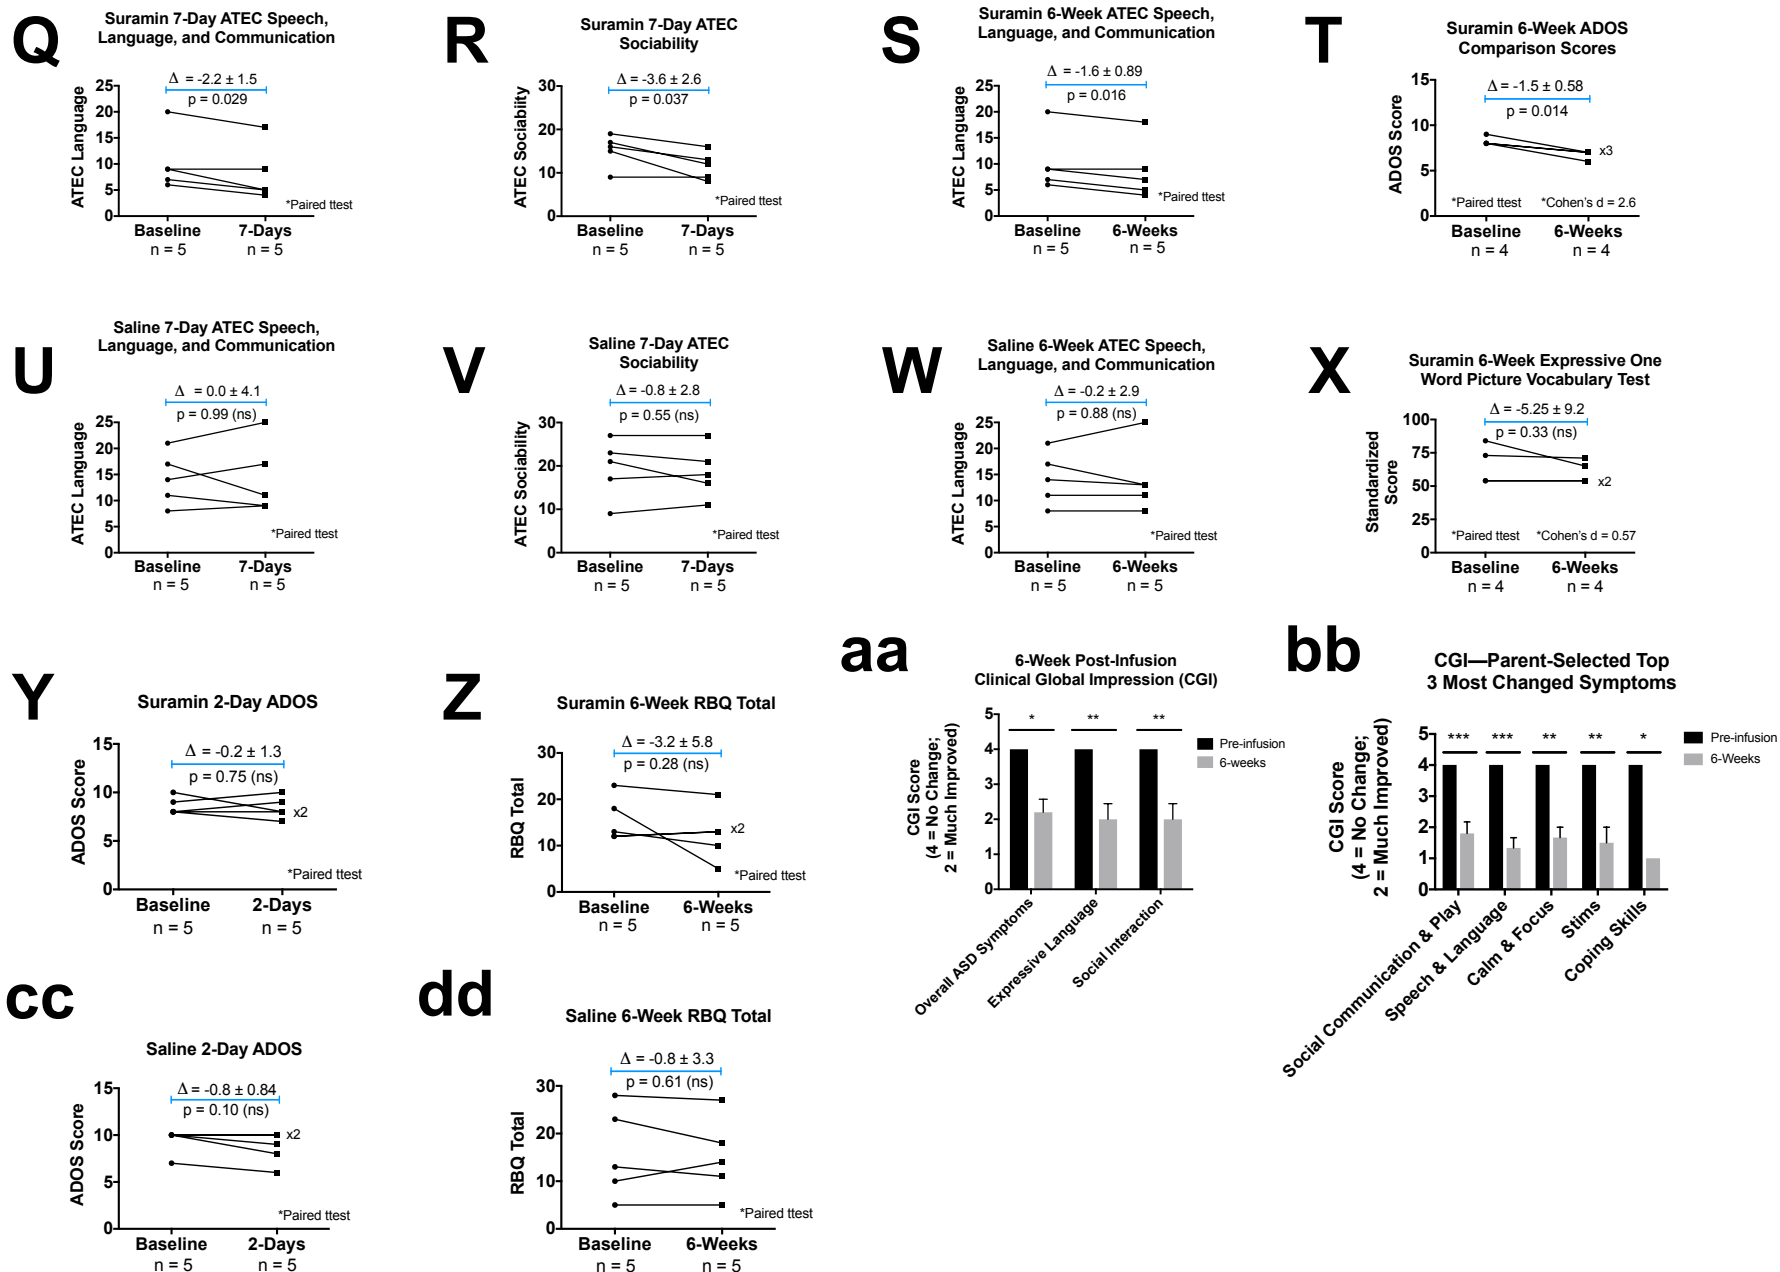 Q
Suramin 7-Day ATEC Speech,
Language, and Communication
Δ = -2.2 ± 1.5
p = 0.029
ATEC Language
25
20
15
10
5
0
*Paired ttest
Baseline
n = 5
7-Days
n = 5
R
Suramin 7-Day ATEC
Sociability
Δ = -3.6 ± 2.6
p = 0.037
ATEC Sociability
30
20
10
0
*Paired ttest
Baseline
n = 5
7-Days
n = 5
S
Suramin 6-Week ATEC Speech,
Language, and Communication
Δ = -1.6 ± 0.89
p = 0.016
ATEC Language
25
20
15
10
5
0
*Paired ttest
Baseline
n = 5
6-Weeks
n = 5
T
Suramin 6-Week ADOS
Comparison Scores
Δ = -1.5 ± 0.58
p = 0.014
ADOS Score
15
10
5
0
x3
*Paired ttest
*Cohen's d = 2.6
Baseline
n = 4
6-Weeks
n = 4
U
Saline 7-Day ATEC Speech,
Language, and Communication
Δ = 0.0 ± 4.1
p = 0.99 (ns)
ATEC Language
25
20
15
10
5
0
*Paired ttest
Baseline
n = 5
7-Days
n = 5
V
Saline 7-Day ATEC
Sociability
Δ = -0.8 ± 2.8
p = 0.55 (ns)
ATEC Sociability
30
20
10
0
*Paired ttest
Baseline
n = 5
7-Days
n = 5
W
Saline 6-Week ATEC Speech,
Language, and Communication
Δ = -0.2 ± 2.9
p = 0.88 (ns)
ATEC Language
25
20
15
10
5
0
*Paired ttest
Baseline
n = 5
6-Weeks
n = 5
X
Suramin 6-Week Expressive One
Word Picture Vocabulary Test
Δ = -5.25 ± 9.2
p = 0.33 (ns)
Standardized
Score
100
75
50
25
0
x2
*Paired ttest
*Cohen's d = 0.57
Baseline
n = 4
6-Weeks
n = 4
Y
Suramin 2-Day ADOS
Δ = -0.2 ± 1.3
p = 0.75 (ns)
ADOS Score
15
10
5
0
x2
*Paired ttest
Baseline
n = 5
2-Days
n = 5
Z
Suramin 6-Week RBQ Total
Δ = -3.2 ± 5.8
p = 0.28 (ns)
RBQ Total
30
20
10
0
x2
*Paired ttest
Baseline
n = 5
6-Weeks
n = 5
aa
6-Week Post-Infusion
Clinical Global Impression (CGI)
CGI Score
(4 = No Change;
2 = Much Improved)
5
4
3
2
1
0
*
**
**
Pre-infusion
6-weeks
Overall ASD Symptoms
Expressive Language
Social Interaction
bb
CGI—Parent-Selected Top
3 Most Changed Symptoms
CGI Score
(4 = No Change;
2 = Much Improved)
5
4
3
2
1
0
***
***
**
**
*
Pre-infusion
6-Weeks
Social Communication & Play
Speech & Language
Calm & Focus
Stims
Coping Skills
cc
Saline 2-Day ADOS
Δ = -0.8 ± 0.84
p = 0.10 (ns)
ADOS Score
15
10
5
0
x2
*Paired ttest
Baseline
n = 5
2-Days
n = 5
dd
Saline 6-Week RBQ Total
Δ = -0.8 ± 3.3
p = 0.61 (ns)
RBQ Total
30
20
10
0
*Paired ttest
Baseline
n = 5
6-Weeks
n = 5